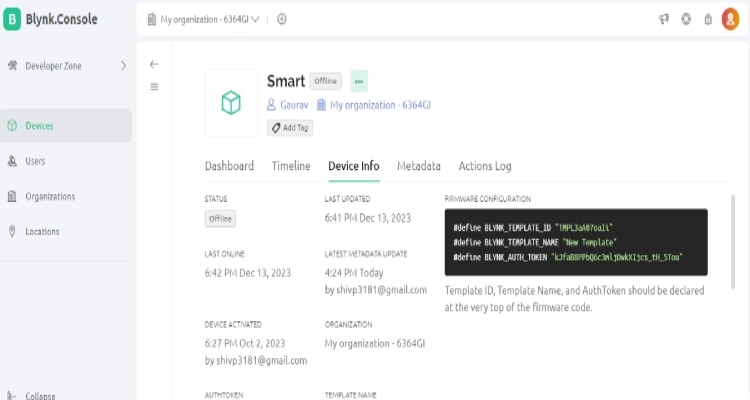 B Blynk.Console
My organization - 6364GI
Developer Zone
Devices
Users
Organizations
Locations
Collapse
Smart Offline
Gaurav My organization - 6364GI
Add Tag
Dashboard Timeline Device Info Metadata Actions Log
STATUS
Offline
LAST UPDATED
6:41 PM Dec 13, 2023
FIRMWARE CONFIGURATION
#define BLYNK_TEMPLATE_ID "TMPL3aA07oaIi"
#define BLYNK_TEMPLATE_NAME "New Template"
#define BLYNK_AUTH_TOKEN "kJfaB8PPbQ6c3mljDwkXIjcs_tH_5Tou"
Template ID, Template Name, and AuthToken should be declared
at the very top of the firmware code.
LAST ONLINE
6:42 PM Dec 13, 2023
LATEST METADATA UPDATE
4:24 PM Today
by shivp3181@gmail.com
DEVICE ACTIVATED
6:27 PM Oct 2, 2023
by shivp3181@gmail.com
ORGANIZATION
My organization - 6364GI
AUTHTOKEN
TEMPLATE NAME